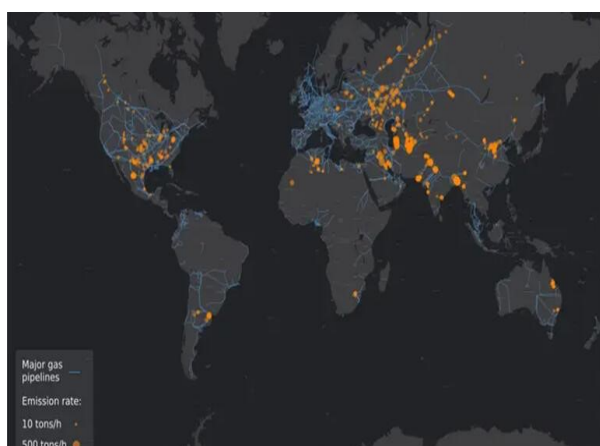 Major gas
pipelines
Emission rate:
10 tons/h
500 tons/h